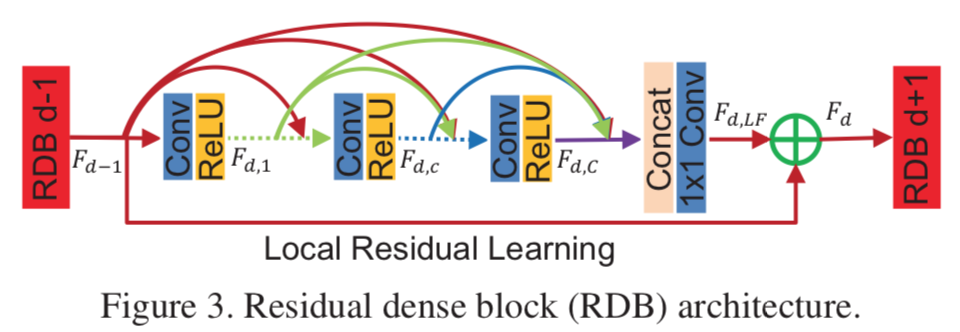 RDB d-1
F_{d-1}
Conv
ReLU
F_{d,1}
Conv
ReLU
F_{d,c}
Conv
ReLU
F_{d,C}
Concat
1x1 Conv
F_{d,LF}
F_d
RDB d+1
Local Residual Learning
Figure 3. Residual dense block (RDB) architecture.